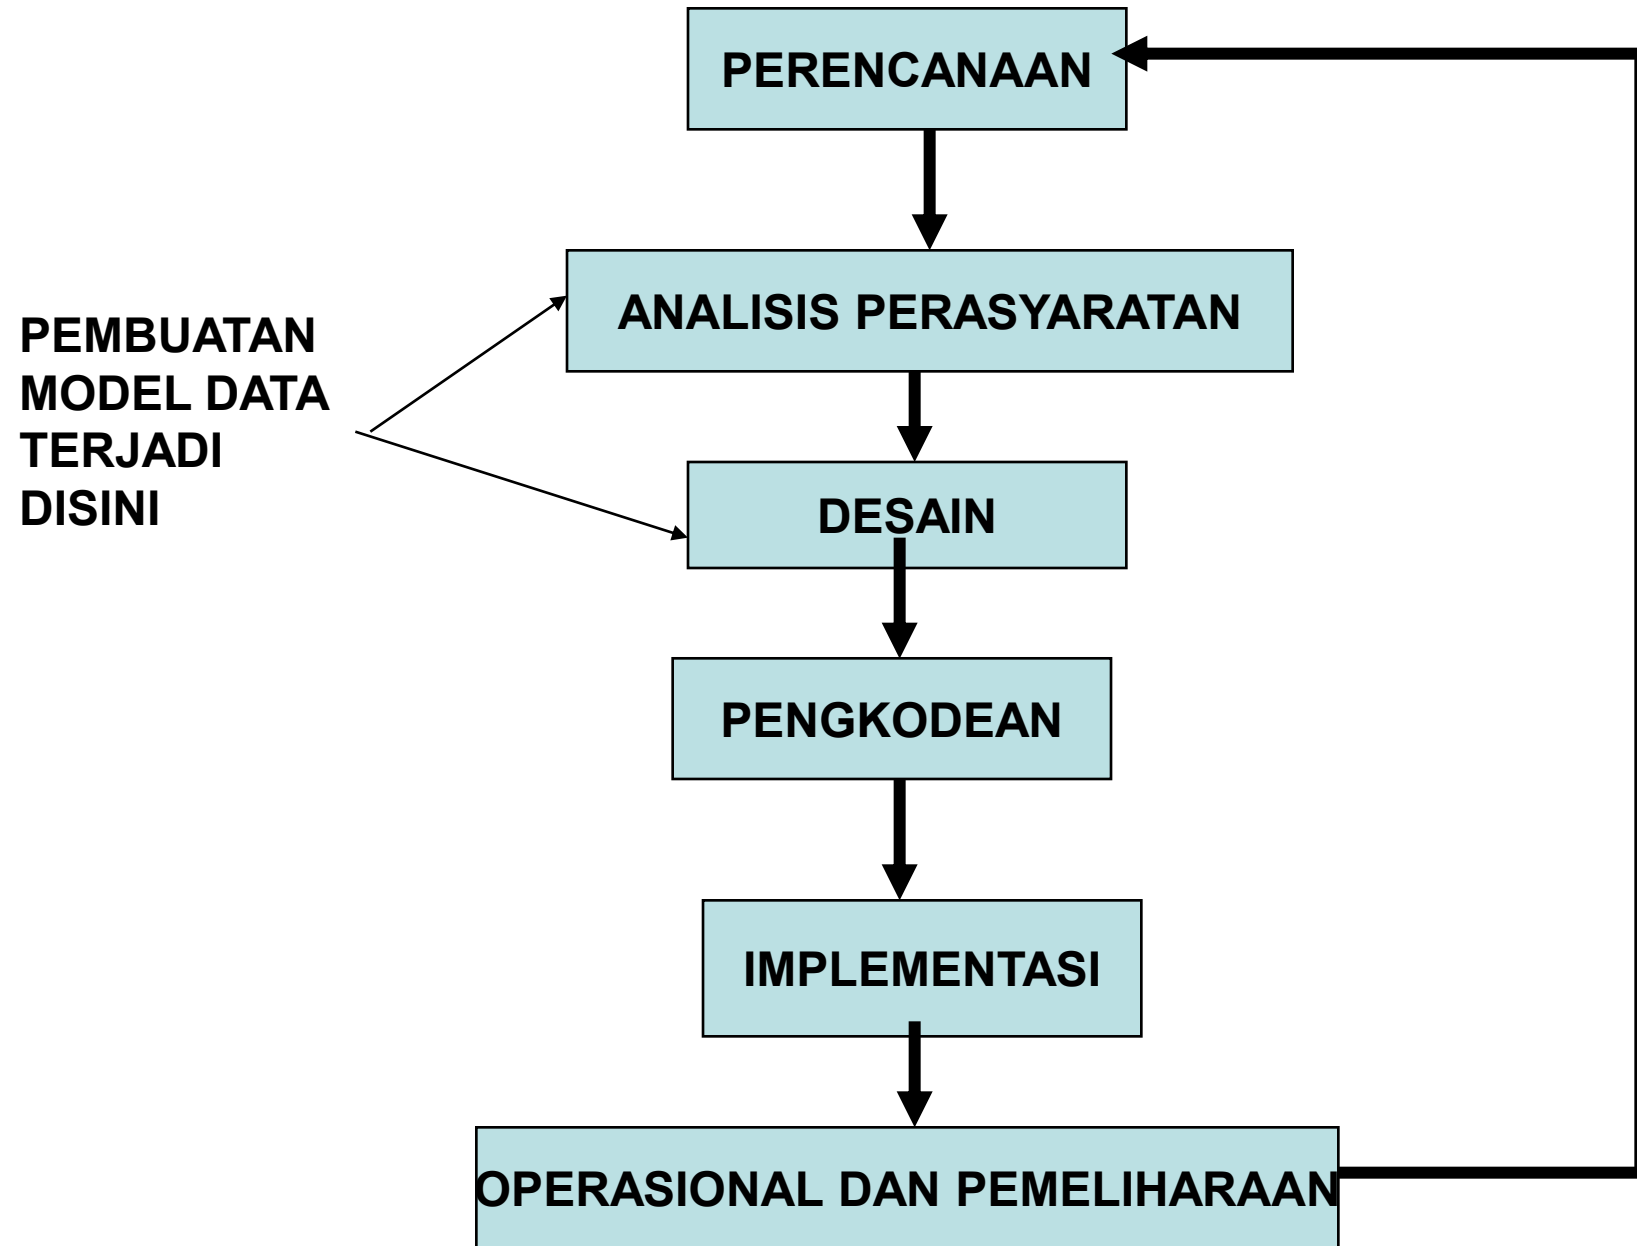 PERENCANAAN
ANALISIS PERASYARATAN
PEMBUATAN
MODEL DATA
TERJADI
DISINI
DESAIN
PENGKODEAN
IMPLEMENTASI
OPERASIONAL DAN PEMELIHARAAN